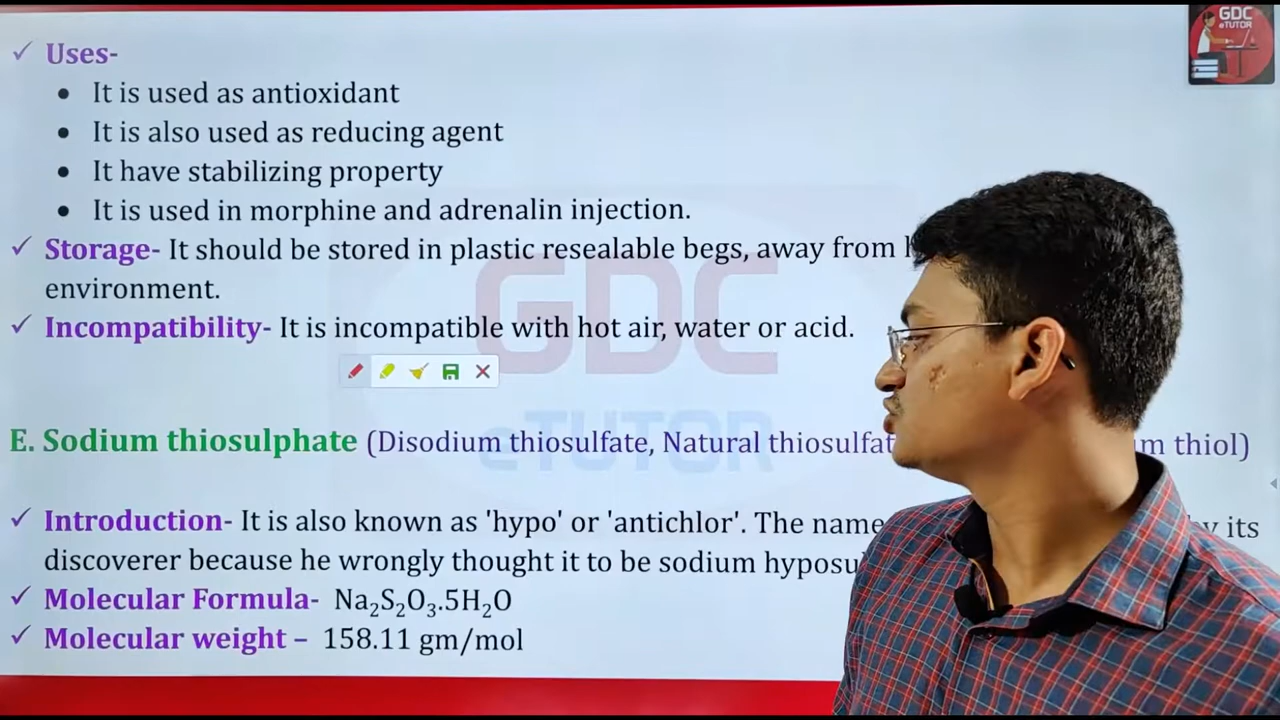 GDC
eTUTOR
✓ Uses-
• It is used as antioxidant
• It is also used as reducing agent
• It have stabilizing property
• It is used in morphine and adrenalin injection.
✓ Storage- It should be stored in plastic resealable begs, away from
environment.
✓ Incompatibility- It is incompatible with hot air, water or acid.
GDC
eTUTOR
E. Sodium thiosulphate (Disodium thiosulfate, Natural thiosulfat m thiol)
✓ Introduction- It is also known as 'hypo' or 'antichlor'. The name its
discoverer because he wrongly thought it to be sodium hyposu
✓ Molecular Formula- Na₂S₂O₃.5H₂O
✓ Molecular weight – 158.11 gm/mol